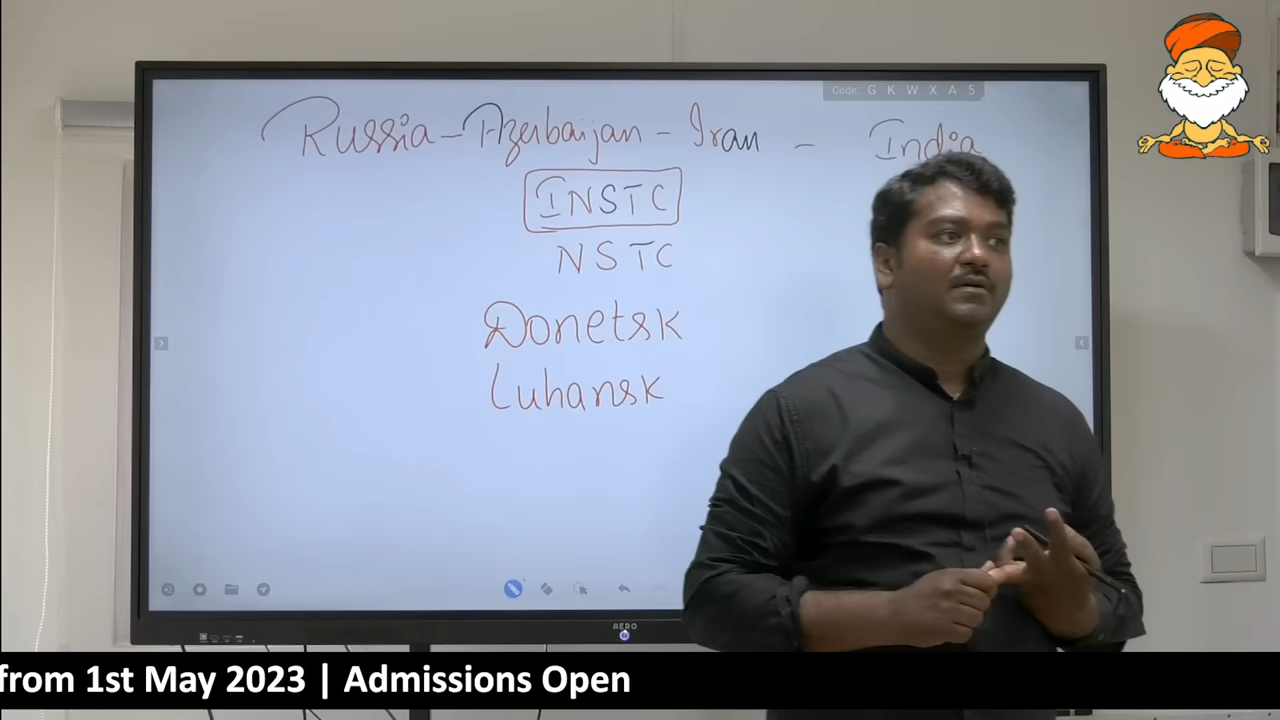 Code: G K W X A 5
Russia - Azerbaijan - Iran - India
INSTC
NSTC
Donetsk
Luhansk
AERO
from 1st May 2023 | Admissions Open